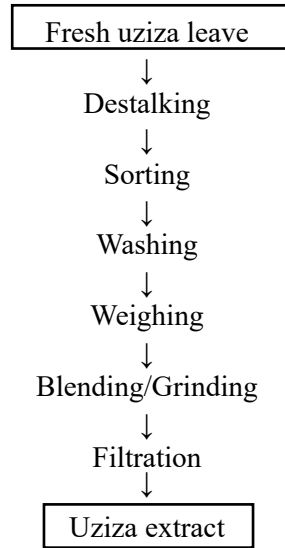 Fresh uziza leave
↓
Destalking
↓
Sorting
↓
Washing
↓
Weighing
↓
Blending/Grinding
↓
Filtration
↓
Uziza extract